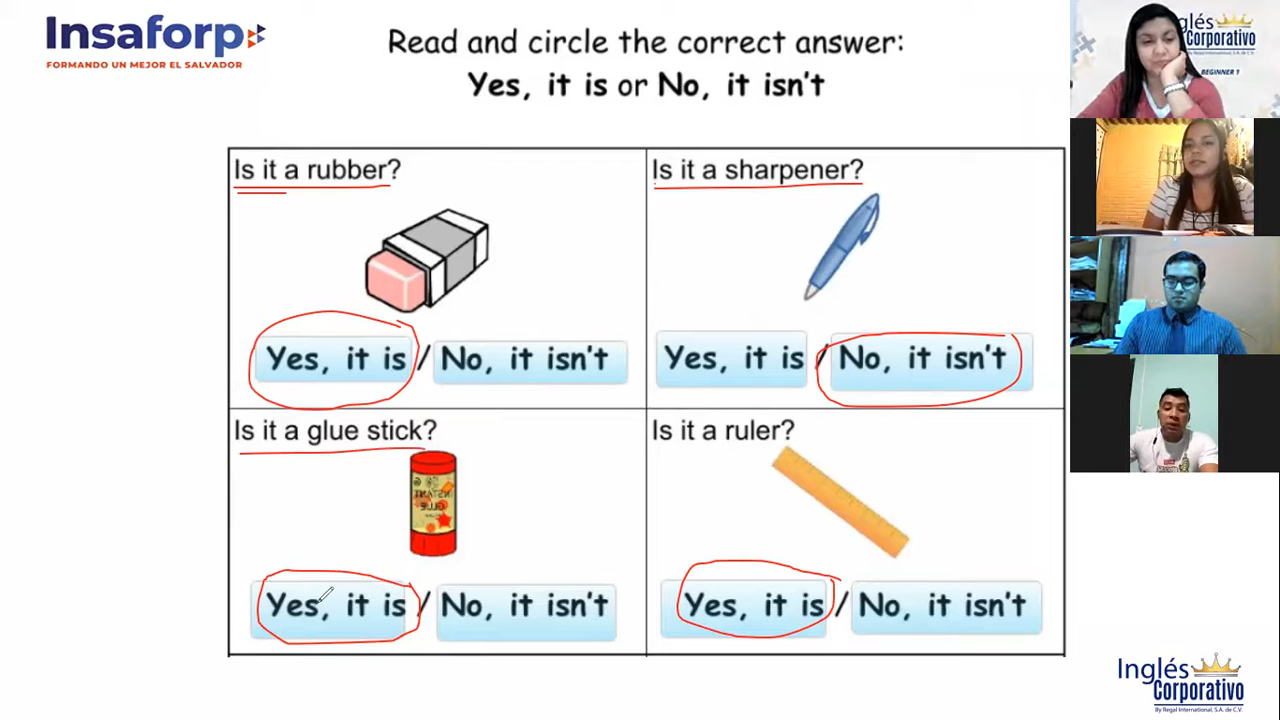 Insaforp
FORMANDO UN MEJOR EL SALVADOR
Read and circle the correct answer:
Yes, it is or No, it isn't
Inglés
Corporativo
BEGINNER 1
Is it a rubber?
Yes, it is / No, it isn't
Is it a sharpener?
Yes, it is / No, it isn't
Is it a glue stick?
INSTANT
GLUE
Yes, it is / No, it isn't
Is it a ruler?
Yes, it is / No, it isn't
Inglés
Corporativo
By Regal International, S.A. de C.V.